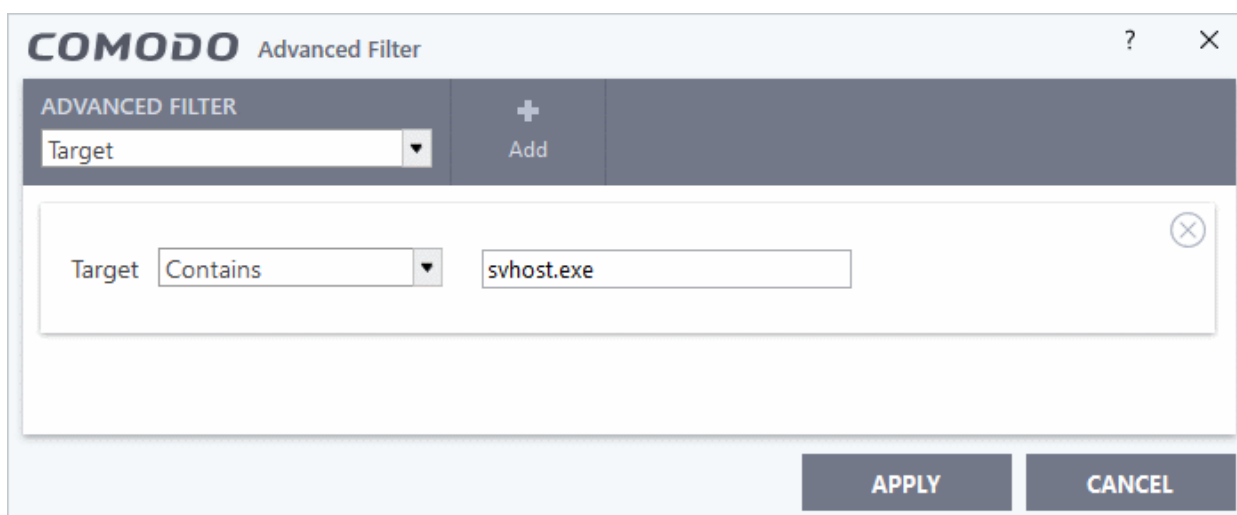 COMODO Advanced Filter ?
ADVANCED FILTER
Target
Add
Target Contains svhost.exe
APPLY CANCEL